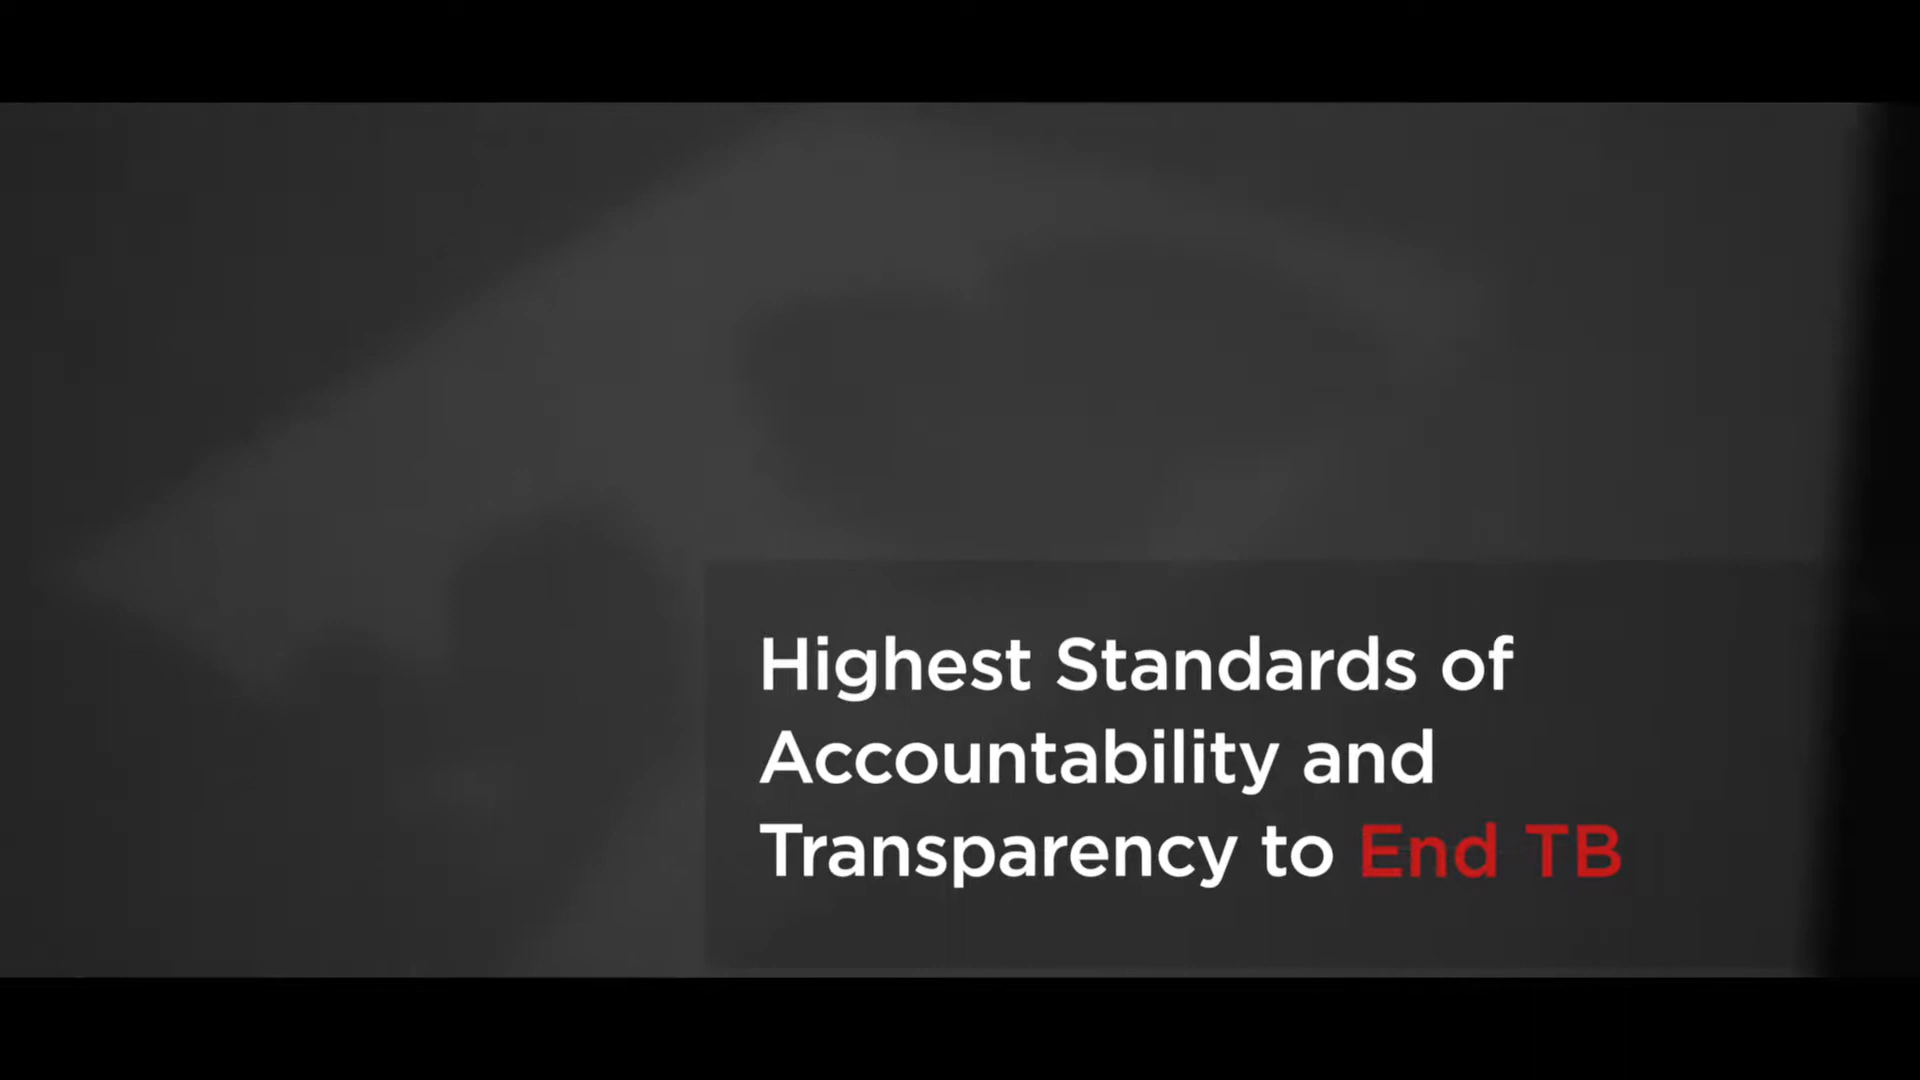 Highest Standards of
Accountability and
Transparency to End TB